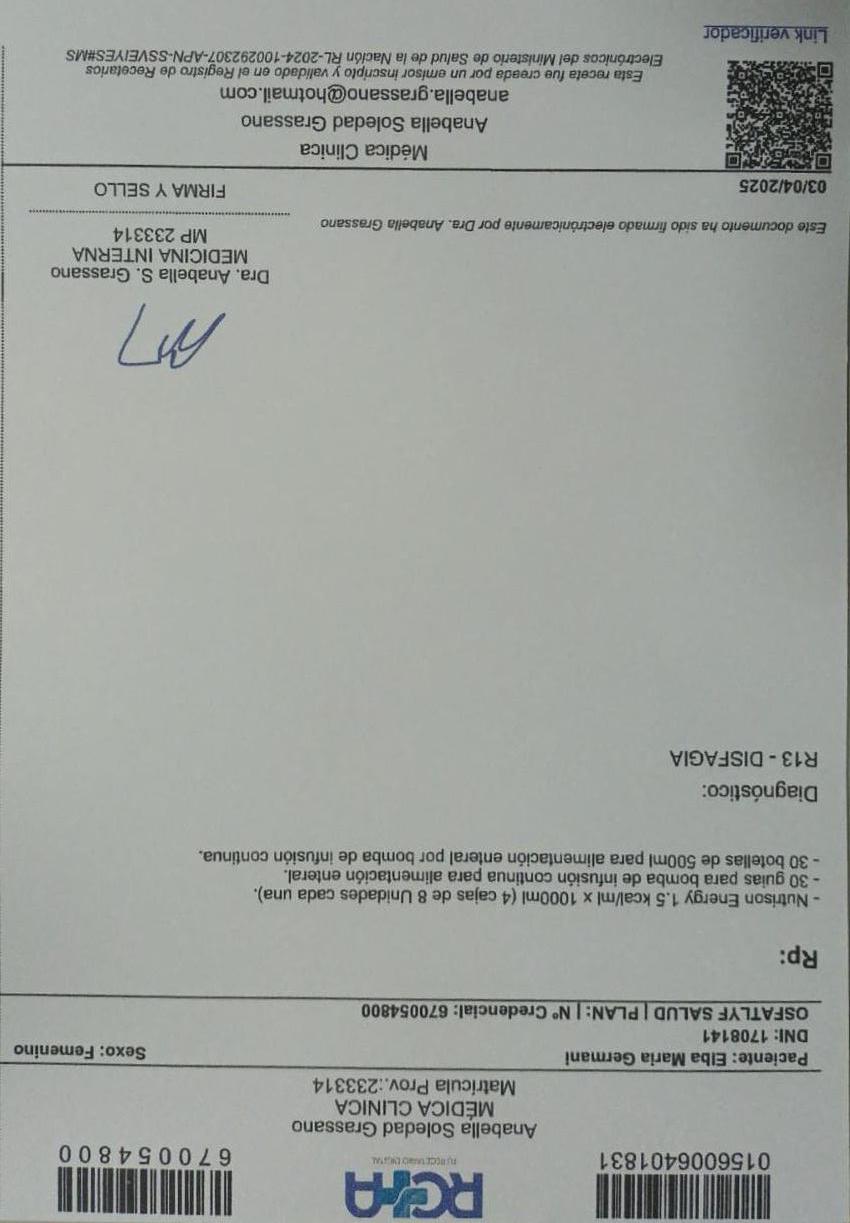 RCTA
TU RECETARIO DIGITAL
0156006401831
670054800
Anabella Soledad Grassano
MÉDICA CLINICA
Matricula Prov.:233314
Paciente: Elba Maria Germani
Sexo: Femenino
DNI: 1708141
OSFATLYF SALUD | PLAN: | Nº Credencial: 670054800
Rp:
- Nutrison Energy 1.5 kcal/ml x 1000ml (4 cajas de 8 Unidades cada una).
- 30 guias para bomba de infusión continua para alimentación enteral.
- 30 botellas de 500ml para alimentación enteral por bomba de infusión continua.
Diagnóstico:
R13 - DISFAGIA
Dra. Anabella S. Grassano
MEDICINA INTERNA
MP 233314
Este documento ha sido firmado electrónicamente por Dra. Anabella Grassano
FIRMA Y SELLO
03/04/2025
Médica Clinica
Anabella Soledad Grassano
anabella.grassano@hotmail.com
Esta receta fue creada por un emisor inscripto y validado en el Registro de Recetarios
Electrónicos del Ministerio de Salud de la Nación RL-2024-100292307-APN-SSVEIYES#MS
Link verificador